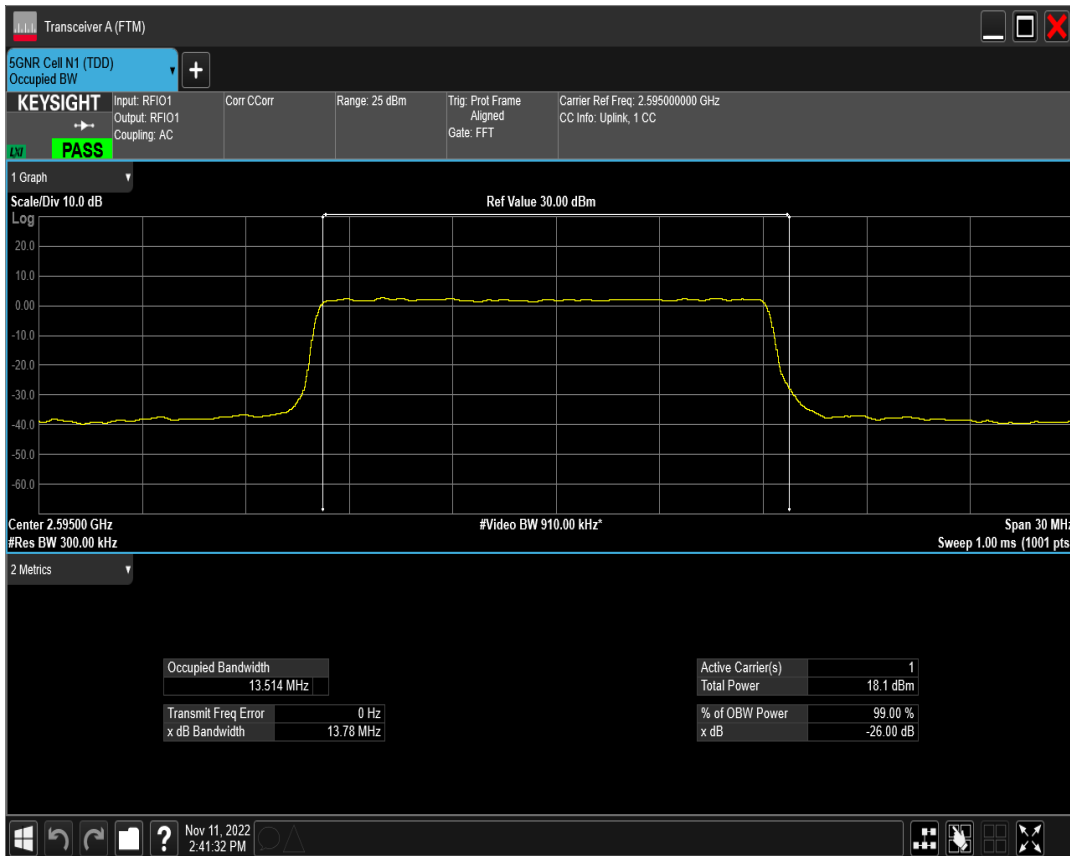 Transceiver A (FTM)
5GNR Cell N1 (TDD)
Occupied BW
+
KEYSIGHT
LXI
PASS
Input: RFIO1
Output: RFIO1
Coupling: AC
Corr CCorr
Range: 25 dBm
Trig: Prot Frame
Aligned
Gate: FFT
Carrier Ref Freq: 2.595000000 GHz
CC Info: Uplink, 1 CC
1 Graph
Scale/Div 10.0 dB
Ref Value 30.00 dBm
Log
20.0
10.0
0.00
-10.0
-20.0
-30.0
-40.0
-50.0
-60.0
Center 2.59500 GHz
#Video BW 910.00 kHz*
Span 30 MHz
#Res BW 300.00 kHz
Sweep 1.00 ms (1001 pts
2 Metrics
Occupied Bandwidth
13.514 MHz
Transmit Freq Error 0 Hz
x dB Bandwidth 13.78 MHz
Active Carrier(s) 1
Total Power 18.1 dBm
% of OBW Power 99.00 %
x dB -26.00 dB
?
Nov 11, 2022
2:41:32 PM